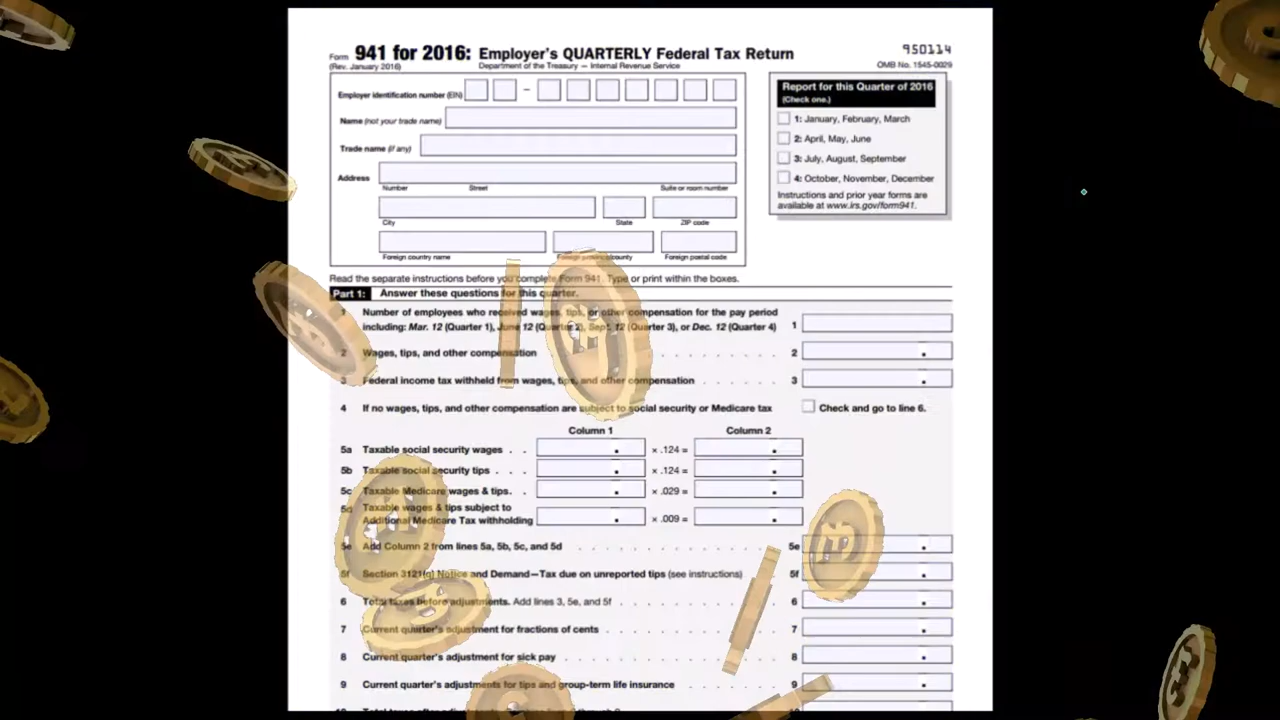 Form 941 for 2016: Employer's QUARTERLY Federal Tax Return
950114
(Rev. January 2016)
Department of the Treasury — Internal Revenue Service
OMB No. 1545-0029
Employer identification number (EIN) –
Name (not your trade name)
Trade name (if any)
Address
Number Street Suite or room number
City State ZIP code
Foreign country name Foreign province/county Foreign postal code
Report for this Quarter of 2016
(Check one.)
1: January, February, March
2: April, May, June
3: July, August, September
4: October, November, December
Instructions and prior year forms are
available at www.irs.gov/form941.
Read the separate instructions before you complete Form 941. Type or print within the boxes.
Part 1: Answer these questions for this quarter.
1 Number of employees who received wages, tips, or other compensation for the pay period
including: Mar. 12 (Quarter 1), June 12 (Quarter 2), Sept. 12 (Quarter 3), or Dec. 12 (Quarter 4) 1
2 Wages, tips, and other compensation . . . . . 2 .
3 Federal income tax withheld from wages, tips, and other compensation . . . . . . 3 .
4 If no wages, tips, and other compensation are subject to social security or Medicare tax Check and go to line 6.
Column 1 Column 2
5a Taxable social security wages . . . × .124 = .
5b Taxable social security tips . . . . × .124 = .
5c Taxable Medicare wages & tips. . . × .029 = .
5d Taxable wages & tips subject to
Additional Medicare Tax withholding . × .009 = .
5e Add Column 2 from lines 5a, 5b, 5c, and 5d . . . . . . . . . . . 5e .
5f Section 3121(q) Notice and Demand—Tax due on unreported tips (see instructions) . . 5f .
6 Total taxes before adjustments. Add lines 3, 5e, and 5f . . . . . . . . 6 .
7 Current quarter's adjustment for fractions of cents . . . . . . . . . 7 .
8 Current quarter's adjustment for sick pay . . . . . . . . . . 8 .
9 Current quarter's adjustments for tips and group-term life insurance . . . . . . 9 .